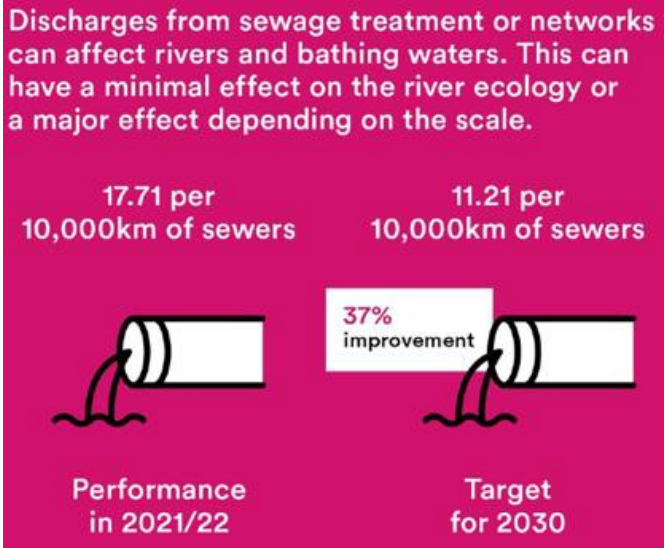 Discharges from sewage treatment or networks
can affect rivers and bathing waters. This can
have a minimal effect on the river ecology or
a major effect depending on the scale.
17.71 per
10,000km of sewers
11.21 per
10,000km of sewers
37%
improvement
Performance
in 2021/22
Target
for 2030